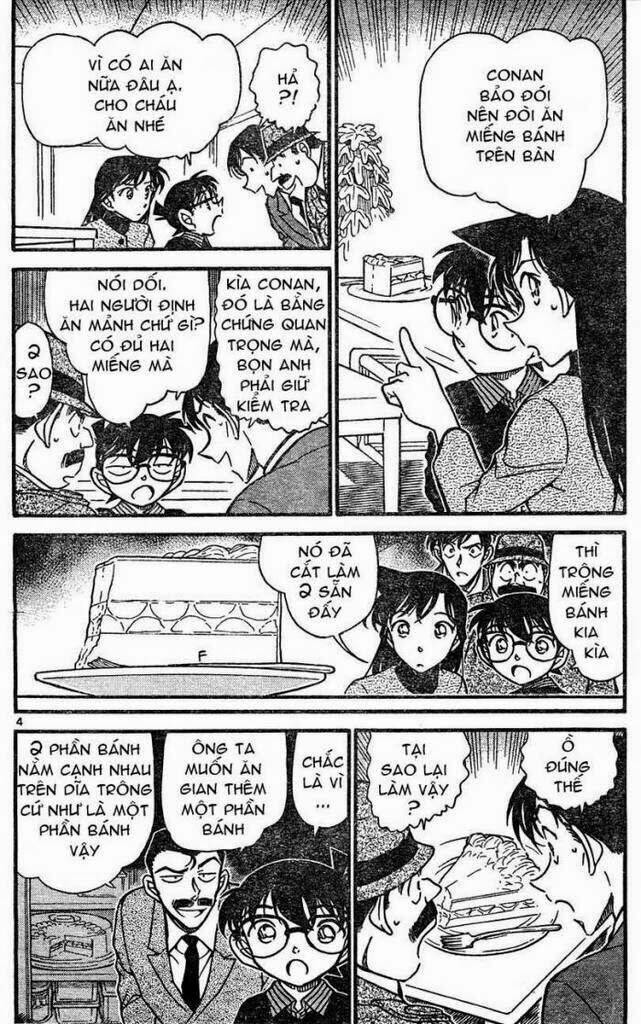 CONAN
BẢO ĐÓI
NÊN ĐÒI ĂN
MIẾNG BÁNH
TRÊN BÀN
HẢ
?!
VÌ CÓ AI ĂN
NỮA ĐÂU Ạ.
CHO CHÁU
ĂN NHÉ
KÌA CONAN,
ĐÓ LÀ BẰNG
CHỨNG QUAN
TRỌNG MÀ,
BỌN ANH
PHẢI GIỮ
KIỂM TRA
NÓI DỐI.
HAI NGƯỜI ĐỊNH
ĂN MẢNH CHỨ GÌ?
CÓ ĐỦ HAI
MIẾNG MÀ
2
SAO
?
THÌ
TRÔNG
MIẾNG
BÁNH
KIA
KÌA
NÓ ĐÃ
CẮT LÀM
2 SẴN
ĐẤY
F
4
Ồ
ĐÚNG
THẾ
TẠI
SAO LẠI
LÀM VẬY
?
CHẮC
LÀ VÌ
...
ÔNG TA
MUỐN ĂN
GIAN THÊM
MỘT PHẦN
BÁNH
2 PHẦN BÁNH
NẰM CẠNH NHAU
TRÊN DĨA TRÔNG
CỨ NHƯ LÀ MỘT
PHẦN BÁNH
VẬY